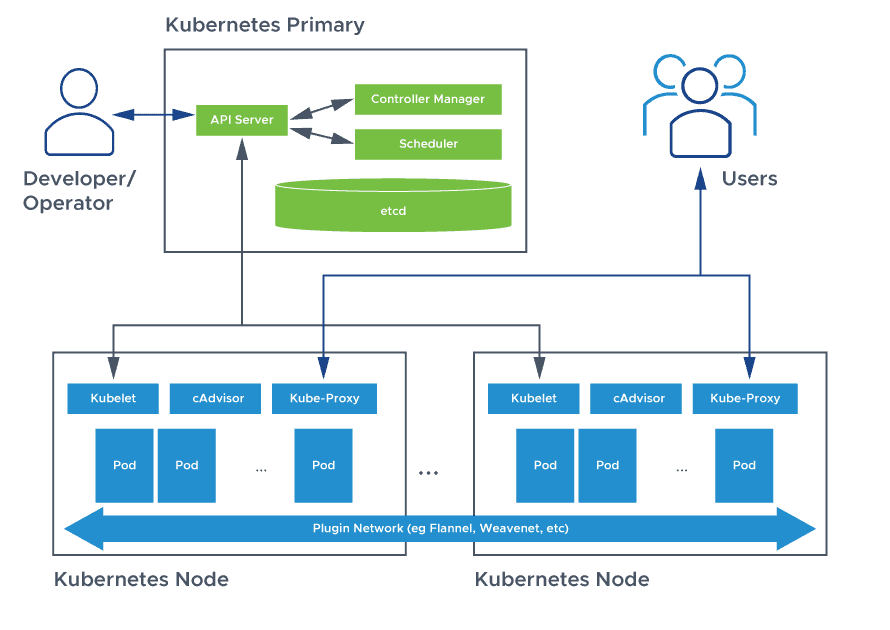 Kubernetes Primary
API Server
Controller Manager
Scheduler
etcd
Developer/
Operator
Users
Kubelet
cAdvisor
Kube-Proxy
Pod
Pod
...
Pod
...
Kubelet
cAdvisor
Kube-Proxy
Pod
Pod
...
Pod
Plugin Network (eg Flannel, Weavenet, etc)
Kubernetes Node
Kubernetes Node